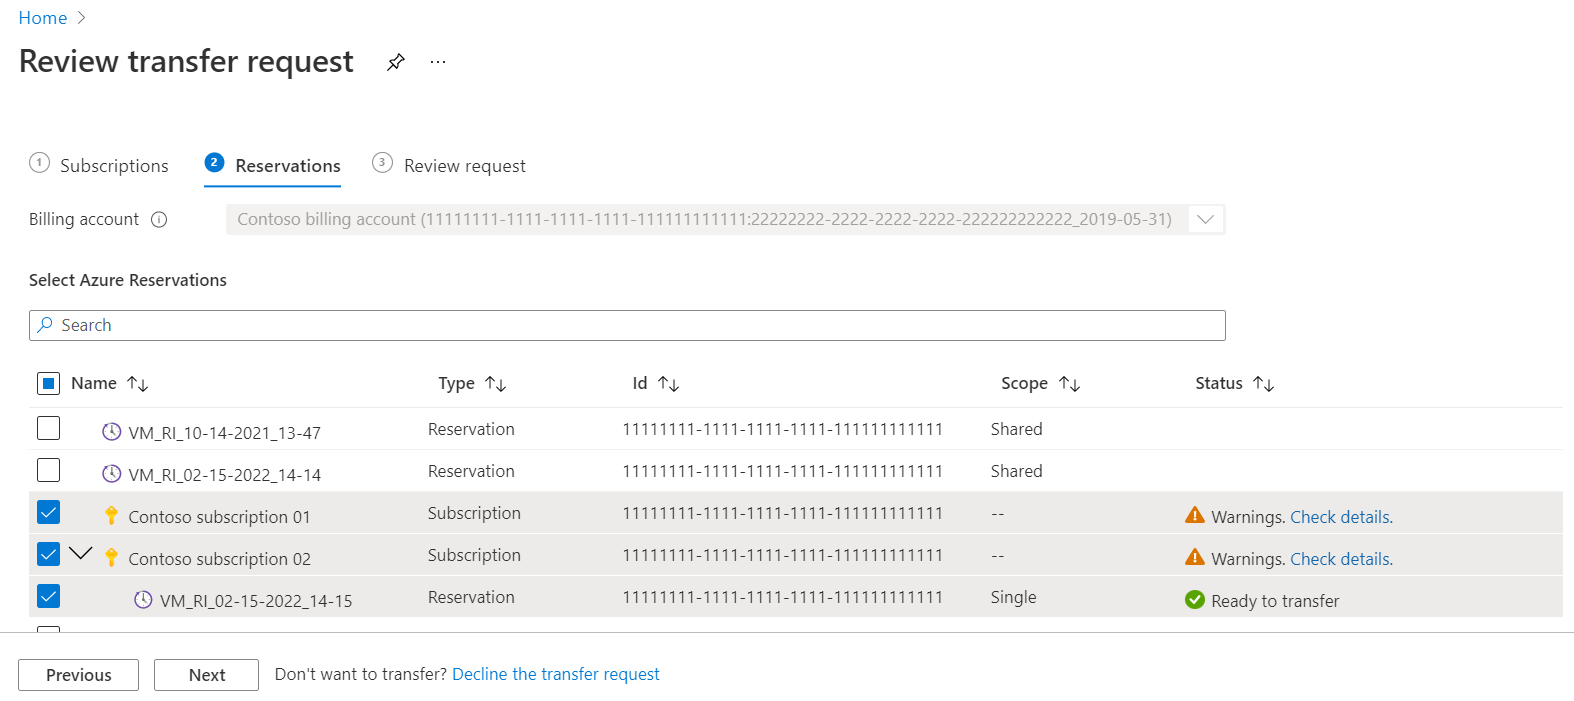 Home
Review transfer request
1 Subscriptions 2 Reservations 3 Review request
Billing account Contoso billing account (11111111-1111-1111-1111-111111111111:22222222-2222-2222-2222-222222222222_2019-05-31)
Select Azure Reservations
Search
Name Type Id Scope Status
VM_RI_10-14-2021_13-47 Reservation 11111111-1111-1111-1111-111111111111 Shared
VM_RI_02-15-2022_14-14 Reservation 11111111-1111-1111-1111-111111111111 Shared
Contoso subscription 01 Subscription 11111111-1111-1111-1111-111111111111 -- Warnings. Check details.
Contoso subscription 02 Subscription 11111111-1111-1111-1111-111111111111 -- Warnings. Check details.
VM_RI_02-15-2022_14-15 Reservation 11111111-1111-1111-1111-111111111111 Single Ready to transfer
Previous Next Don't want to transfer? Decline the transfer request